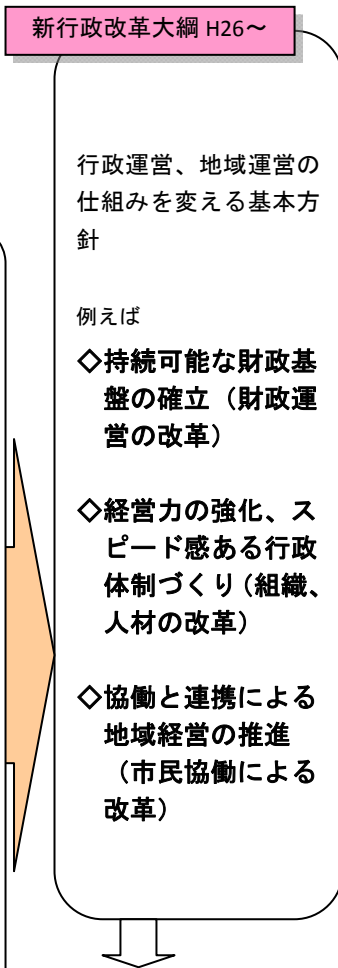 新行政改革大綱 H26～
行政運営、地域運営の
仕組みを変える基本方
針
例えば
◇持続可能な財政基
盤の確立（財政運
営の改革）
◇経営力の強化、ス
ピード感ある行政
体制づくり（組織、
人材の改革）
◇協働と連携による
地域経営の推進
（市民協働による
改革）